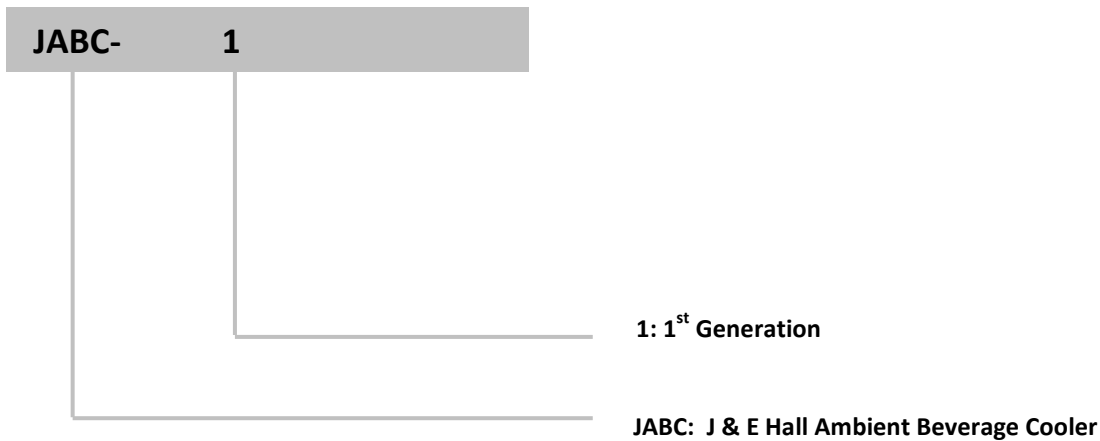 JABC- 1
1: 1st Generation
JABC: J & E Hall Ambient Beverage Cooler